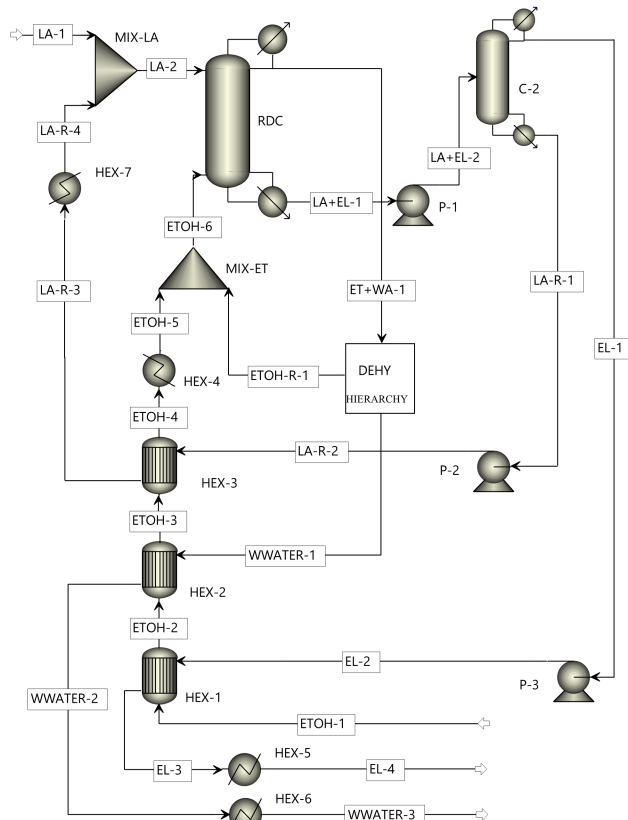 LA-1
MIX-LA
LA-2
RDC
C-2
LA-R-4
HEX-7
LA+EL-2
LA+EL-1
P-1
ETOH-6
MIX-ET
LA-R-3
ET+WA-1
LA-R-1
ETOH-5
EL-1
HEX-4
ETOH-R-1
DEHY
HIERARCHY
ETOH-4
LA-R-2
P-2
HEX-3
ETOH-3
WWATER-1
HEX-2
ETOH-2
EL-2
P-3
HEX-1
WWATER-2
ETOH-1
HEX-5
EL-3
EL-4
HEX-6
WWATER-3